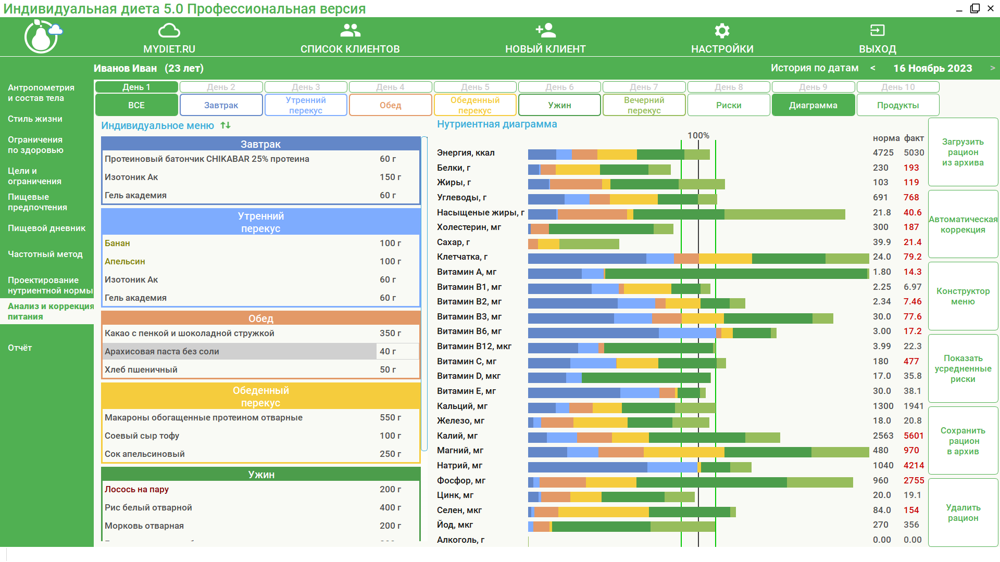 Индивидуальная диета 5.0 Профессиональная версия
MYDIET.RU
СПИСОК КЛИЕНТОВ
НОВЫЙ КЛИЕНТ
НАСТРОЙКИ
ВЫХОД
Иванов Иван (23 лет)
История по датам < 16 Ноябрь 2023 >
Антропометрия
и состав тела
Стиль жизни
Ограничения
по здоровью
Цели и
ограничения
Пищевые
предпочтения
Пищевой дневник
Частотный метод
Проектирование
нутриентной нормы
Анализ и коррекция
питания
Отчёт
День 1
День 2
День 3
День 4
День 5
День 6
День 7
День 8
День 9
День 10
ВСЕ
Завтрак
Утренний
перекус
Обед
Обеденный
перекус
Ужин
Вечерний
перекус
Риски
Диаграмма
Продукты
Индивидуальное меню
Завтрак
Протеиновый батончик CHIKABAR 25% протеина 60 г
Изотоник Ак 150 г
Гель академия 60 г
Утренний
перекус
Банан 100 г
Апельсин 100 г
Изотоник Ак 60 г
Гель академия 60 г
Обед
Какао с пенкой и шоколадной стружкой 350 г
Арахисовая паста без соли 40 г
Хлеб пшеничный 50 г
Обеденный
перекус
Макароны обогащенные протеином отварные 550 г
Соевый сыр тофу 100 г
Сок апельсиновый 250 г
Ужин
Лосось на пару 200 г
Рис белый отварной 400 г
Морковь отварная 200 г
Нутриентная диаграмма
100%
норма факт
Энергия, ккал 4725 5030
Белки, г 230 193
Жиры, г 103 119
Углеводы, г 691 768
Насыщеные жиры, г 21.8 40.6
Холестерин, мг 300 187
Сахар, г 39.9 21.4
Клетчатка, г 24.0 79.2
Витамин A, мг 1.80 14.3
Витамин B1, мг 2.25 6.97
Витамин B2, мг 2.34 7.46
Витамин B3, мг 30.0 77.6
Витамин B6, мг 3.00 17.2
Витамин B12, мкг 3.99 22.3
Витамин C, мг 180 477
Витамин D, мкг 17.0 35.8
Витамин E, мг 30.0 38.1
Кальций, мг 1300 1941
Железо, мг 18.0 20.8
Калий, мг 2563 5601
Магний, мг 480 970
Натрий, мг 1040 4214
Фосфор, мг 960 2755
Цинк, мг 20.0 19.1
Селен, мкг 84.0 154
Йод, мкг 270 356
Алкоголь, г 0.00 0.00
Загрузить
рацион
из архива
Автоматическая
коррекция
Конструктор
меню
Показать
усредненные
риски
Сохранить
рацион
в архив
Удалить
рацион